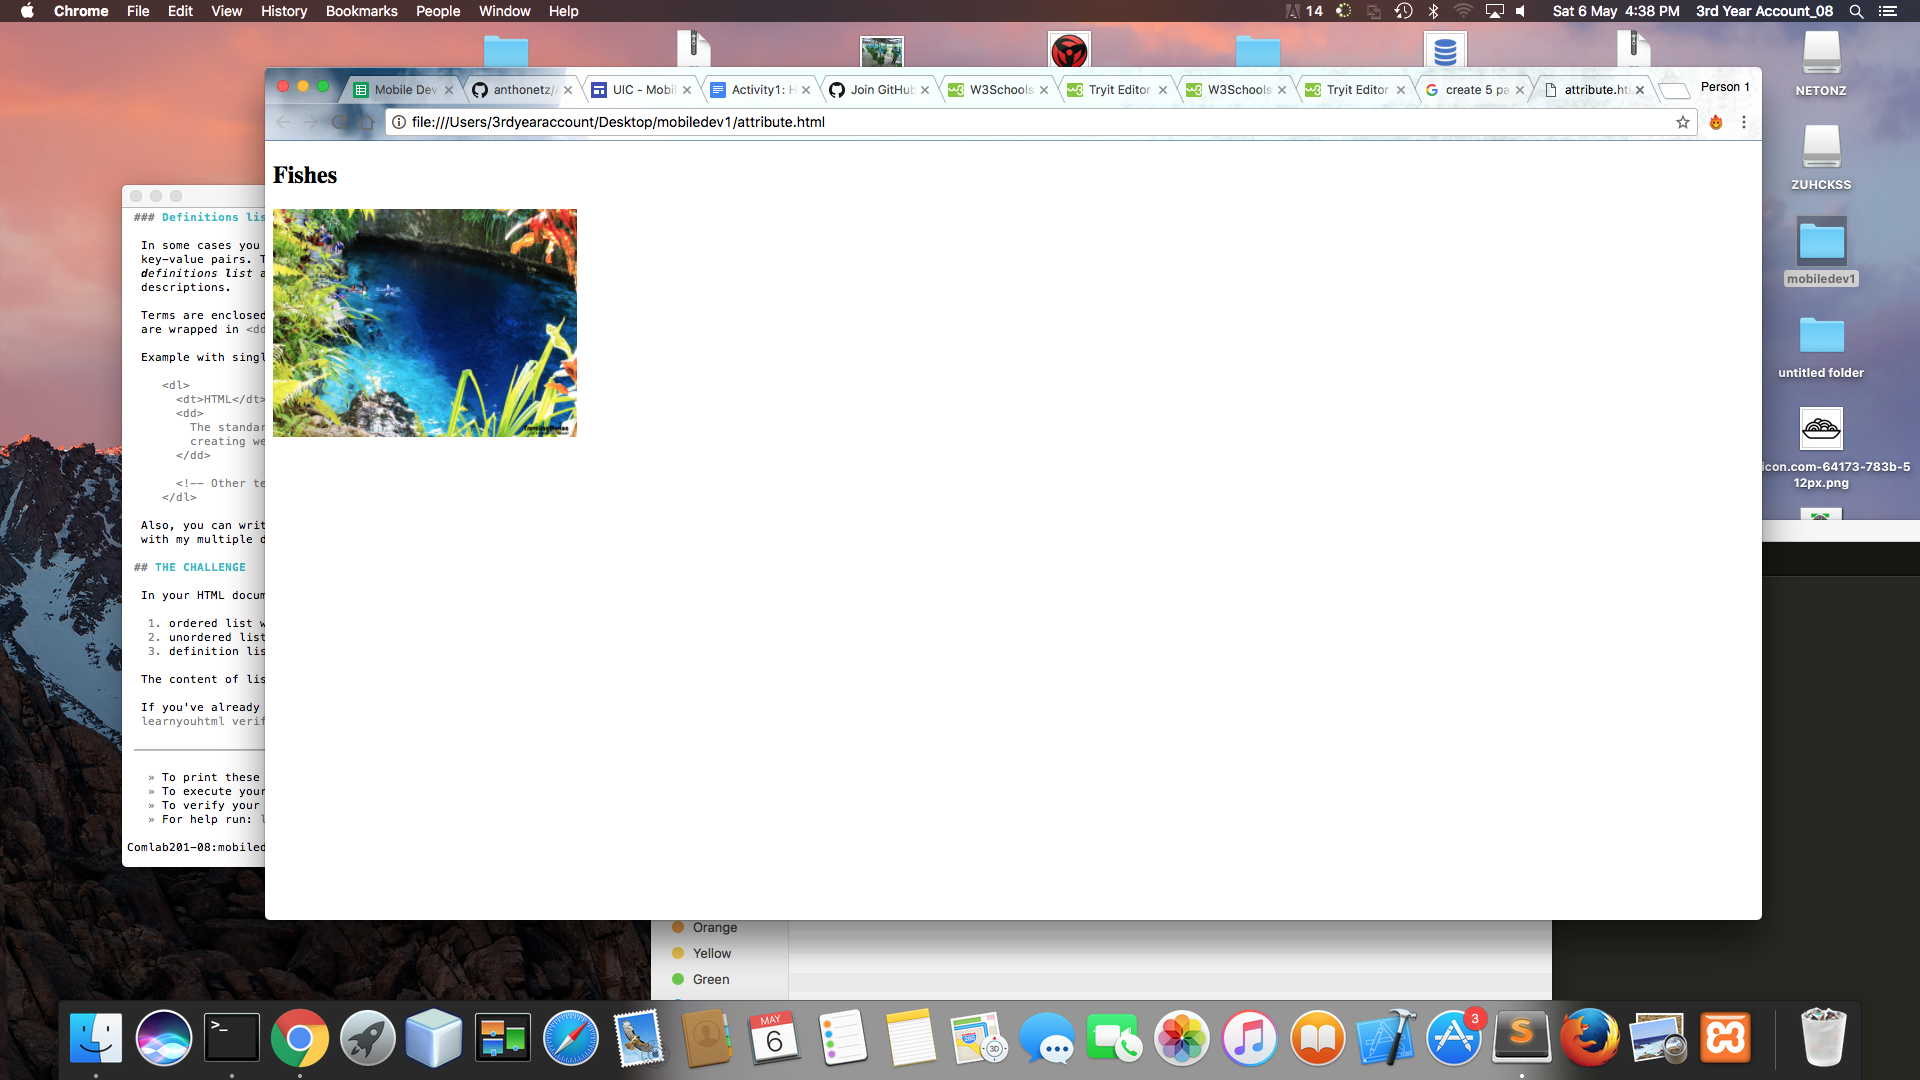 Chrome File Edit View History Bookmarks People Window Help
14 Sat 6 May 4:38 PM 3rd Year Account_08
Mobile Dev anthonetz/ UIC - Mobil Activity1: H Join GitHub W3Schools Tryit Editor W3Schools Tryit Editor create 5 pa attribute.ht Person 1
file:///Users/3rdyearaccount/Desktop/mobiledev1/attribute.html
Fishes
### Definitions lis
In some cases you
key-value pairs. T
definitions list a
descriptions.
Terms are enclosed
are wrapped in <dd
Example with singl
<dl>
<dt>HTML</dt>
<dd>
The standar
creating we
</dd>
<!-- Other te
</dl>
Also, you can writ
with my multiple d
## THE CHALLENGE
In your HTML docum
1. ordered list w
2. unordered list
3. definition lis
The content of lis
If you've already
learnyouhtml verif
» To print these
» To execute your
» To verify your
» For help run: l
Comlab201-08:mobiled
NETONZ
ZUHCKSS
mobiledev1
untitled folder
icon.com-64173-783b-5
12px.png
Orange
Yellow
Green
MAY
6
3D
3